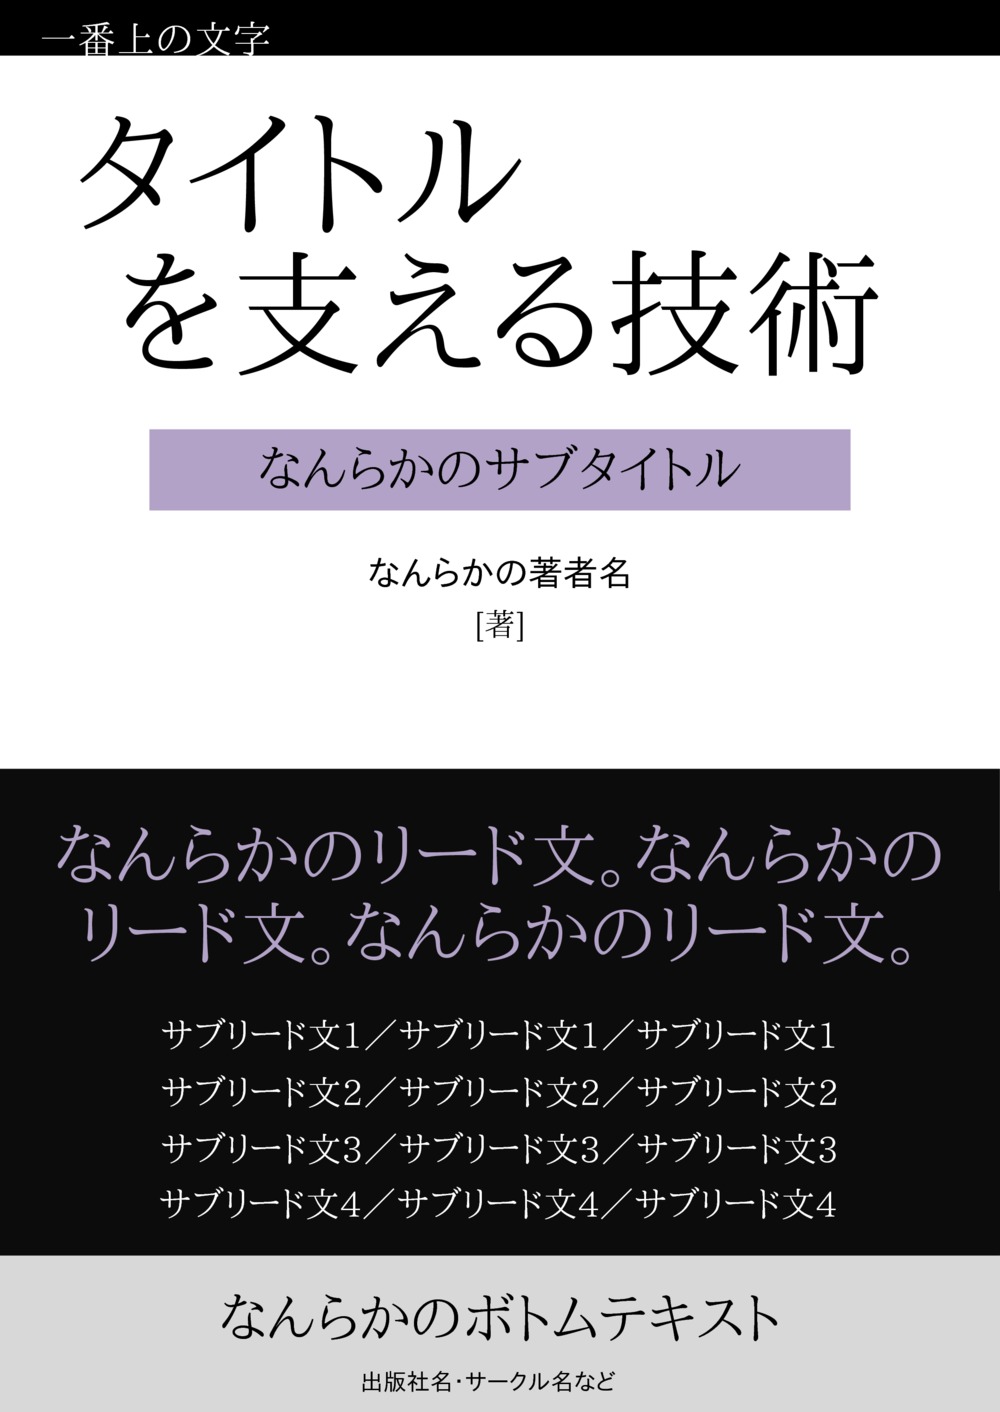 一番上の文字
タイトル
を支える技術
なんらかのサブタイトル
なんらかの著者名
[著]
なんらかのリード文。なんらかの
リード文。なんらかのリード文。
サブリード文1／サブリード文1／サブリード文1
サブリード文2／サブリード文2／サブリード文2
サブリード文3／サブリード文3／サブリード文3
サブリード文4／サブリード文4／サブリード文4
なんらかのボトムテキスト
出版社名・サークル名など